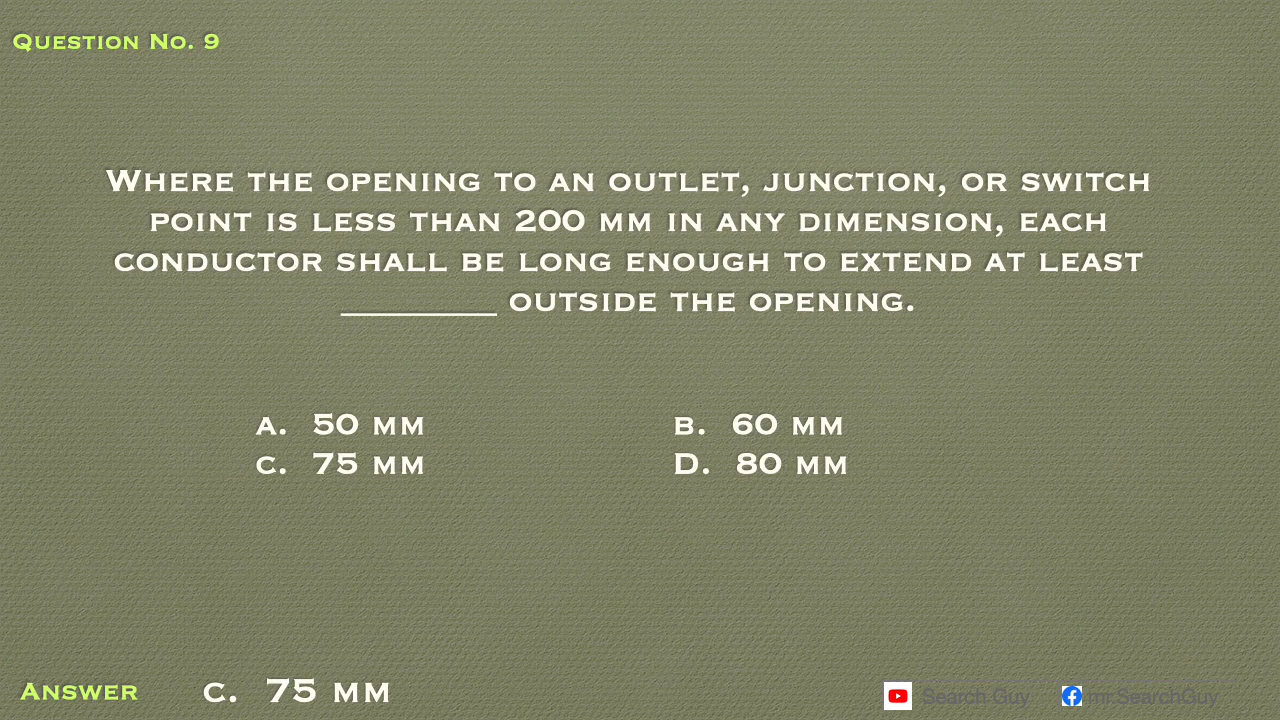 Question No. 9
Where the opening to an outlet, junction, or switch
point is less than 200 mm in any dimension, each
conductor shall be long enough to extend at least
__________ outside the opening.
a. 50 mm b. 60 mm
c. 75 mm D. 80 mm
Answer c. 75 mm Search Guy mr.SearchGuy